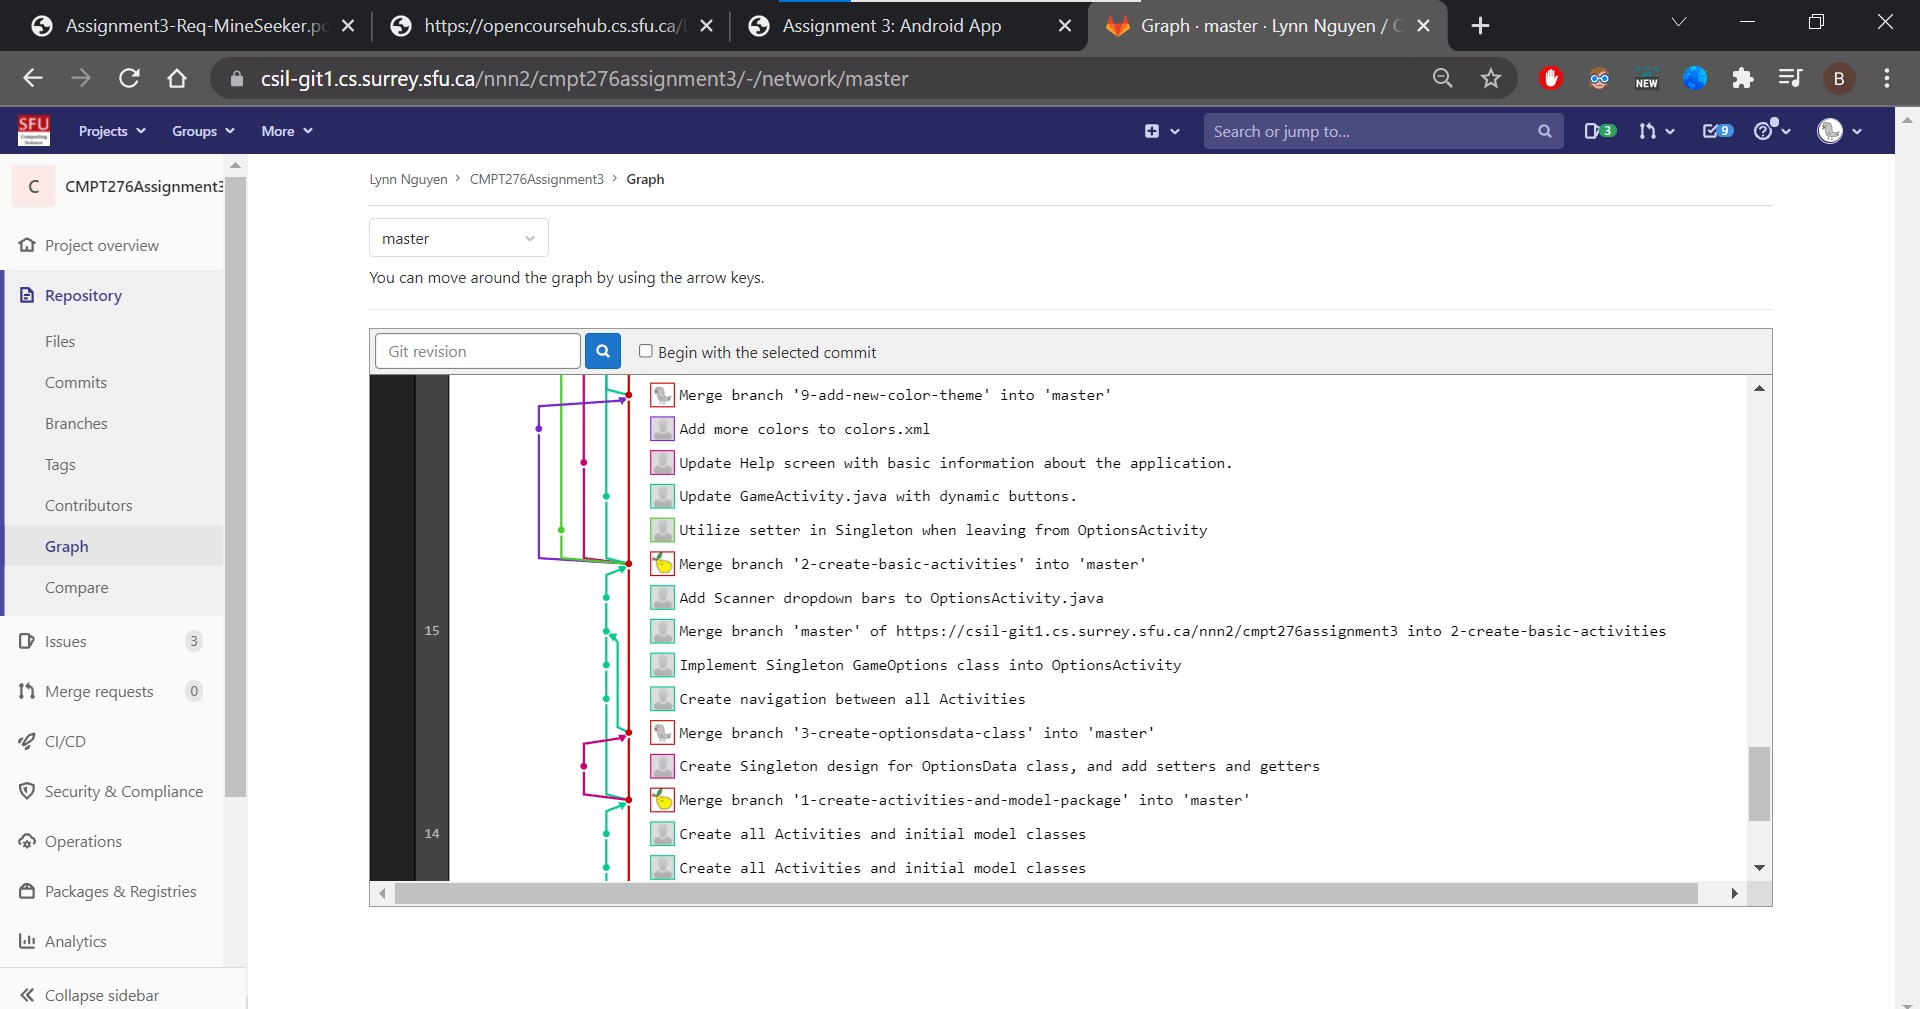 Assignment3-Req-MineSeeker.pd
https://opencoursehub.cs.sfu.ca/
Assignment 3: Android App
Graph · master · Lynn Nguyen / C
csil-git1.cs.surrey.sfu.ca/nnn2/cmpt276assignment3/-/network/master
NEW
B
SFU
Computing
Science
Projects
Groups
More
Search or jump to...
3
9
C
CMPT276Assignment3
Project overview
Repository
Files
Commits
Branches
Tags
Contributors
Graph
Compare
Issues 3
Merge requests 0
CI/CD
Security & Compliance
Operations
Packages & Registries
Analytics
Collapse sidebar
Lynn Nguyen > CMPT276Assignment3 > Graph
master
You can move around the graph by using the arrow keys.
Git revision
Begin with the selected commit
Merge branch '9-add-new-color-theme' into 'master'
Add more colors to colors.xml
Update Help screen with basic information about the application.
Update GameActivity.java with dynamic buttons.
Utilize setter in Singleton when leaving from OptionsActivity
Merge branch '2-create-basic-activities' into 'master'
Add Scanner dropdown bars to OptionsActivity.java
15 Merge branch 'master' of https://csil-git1.cs.surrey.sfu.ca/nnn2/cmpt276assignment3 into 2-create-basic-activities
Implement Singleton GameOptions class into OptionsActivity
Create navigation between all Activities
Merge branch '3-create-optionsdata-class' into 'master'
Create Singleton design for OptionsData class, and add setters and getters
Merge branch '1-create-activities-and-model-package' into 'master'
14 Create all Activities and initial model classes
Create all Activities and initial model classes